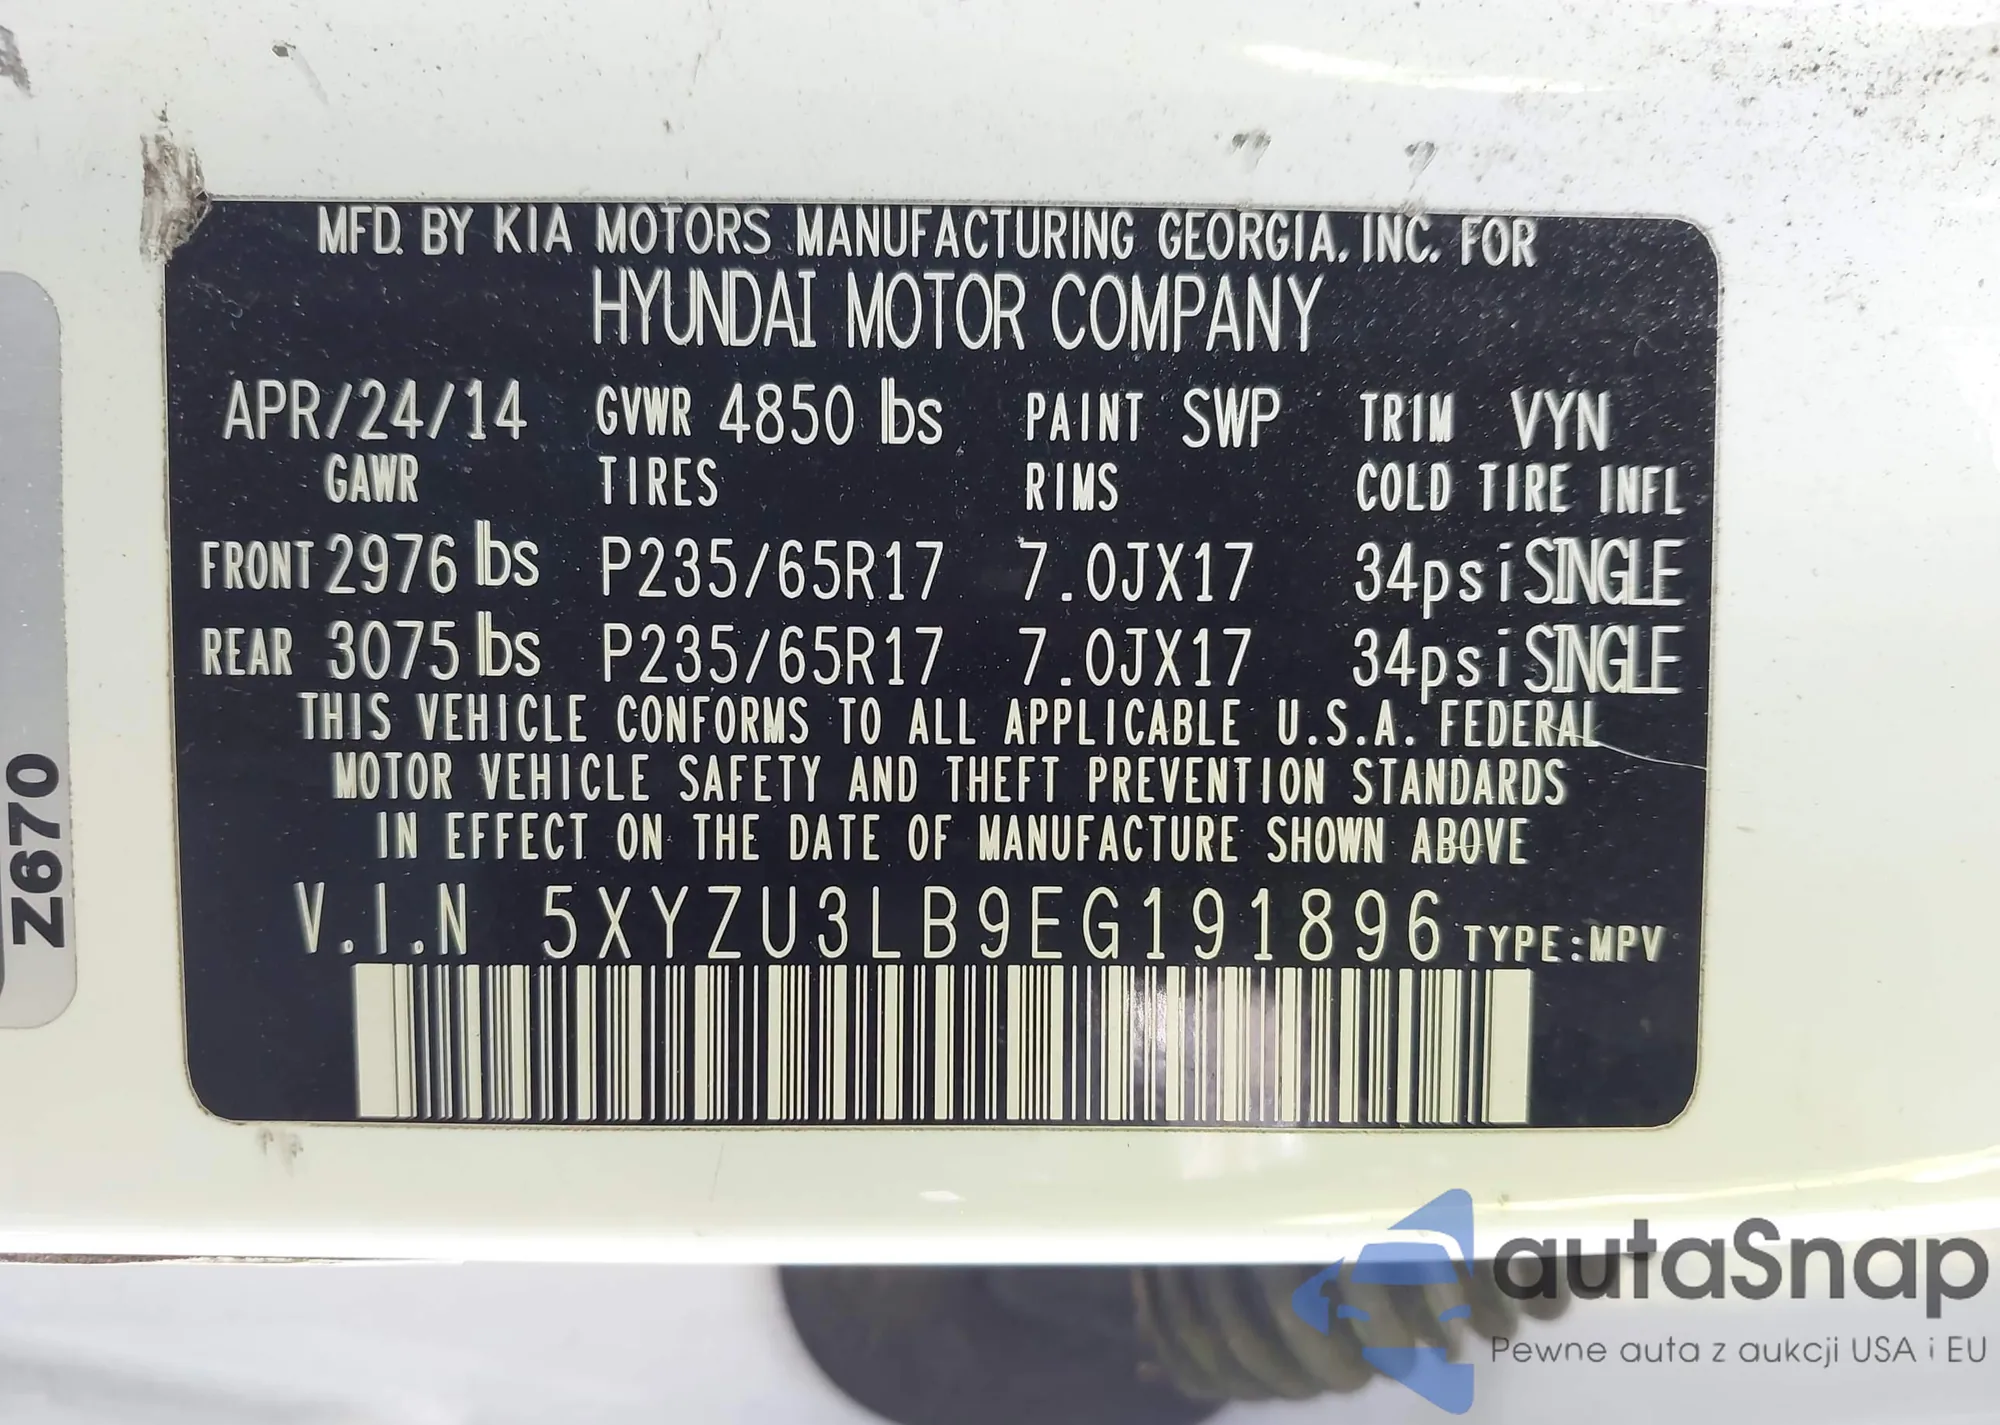 MFD. BY KIA MOTORS MANUFACTURING GEORGIA, INC. FOR
HYUNDAI MOTOR COMPANY
APR/24/14 GVWR 4850 lbs PAINT SWP TRIM VYN
GAWR TIRES RIMS COLD TIRE INFL
FRONT 2976 lbs P235/65R17 7.0JX17 34psi SINGLE
REAR 3075 lbs P235/65R17 7.0JX17 34psi SINGLE
THIS VEHICLE CONFORMS TO ALL APPLICABLE U.S.A. FEDERAL
MOTOR VEHICLE SAFETY AND THEFT PREVENTION STANDARDS
IN EFFECT ON THE DATE OF MANUFACTURE SHOWN ABOVE
V.I.N 5XYZU3LB9EG191896 TYPE:MPV
Z670
autaSnap
Pewne auta z aukcji USA i EU